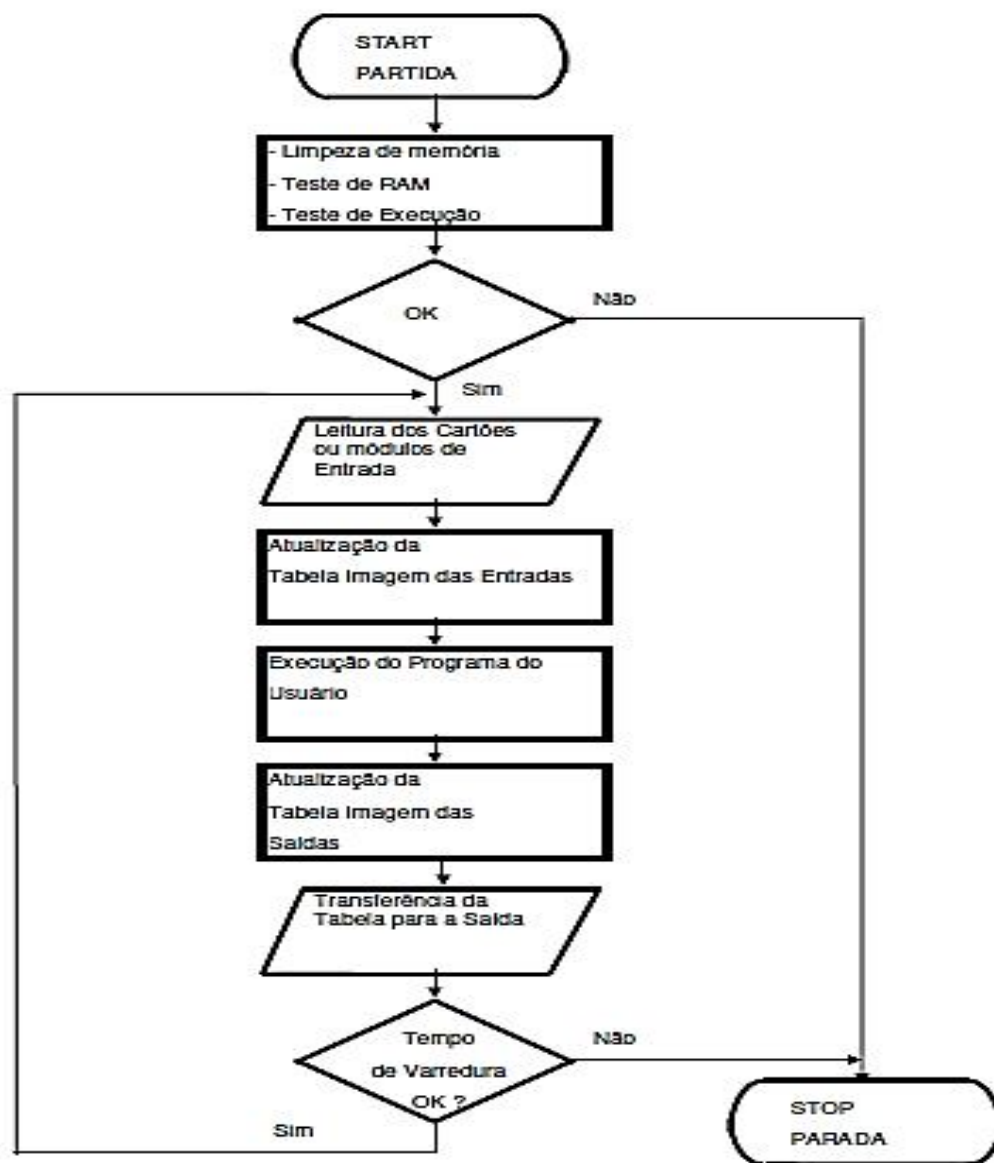 START
PARTIDA
- Limpeza de memória
- Teste de RAM
- Teste de Execução
OK
Não
Sim
Leitura dos Cartões
ou módulos de
Entrada
Atualização da
Tabela Imagem das Entradas
Execução do Programa do
Usuário
Atualização da
Tabela Imagem das
Saídas
Transferência da
Tabela para a Saída
Tempo
de Varredura
OK ?
Não
Sim
STOP
PARADA